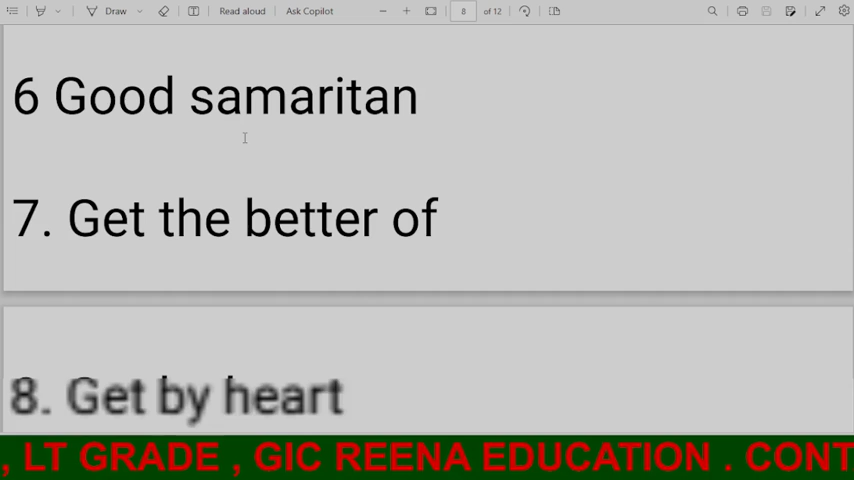 Draw Read aloud Ask Copilot 8 of 12
6 Good samaritan
7. Get the better of
8. Get by heart
, LT GRADE , GIC REENA EDUCATION . CONT